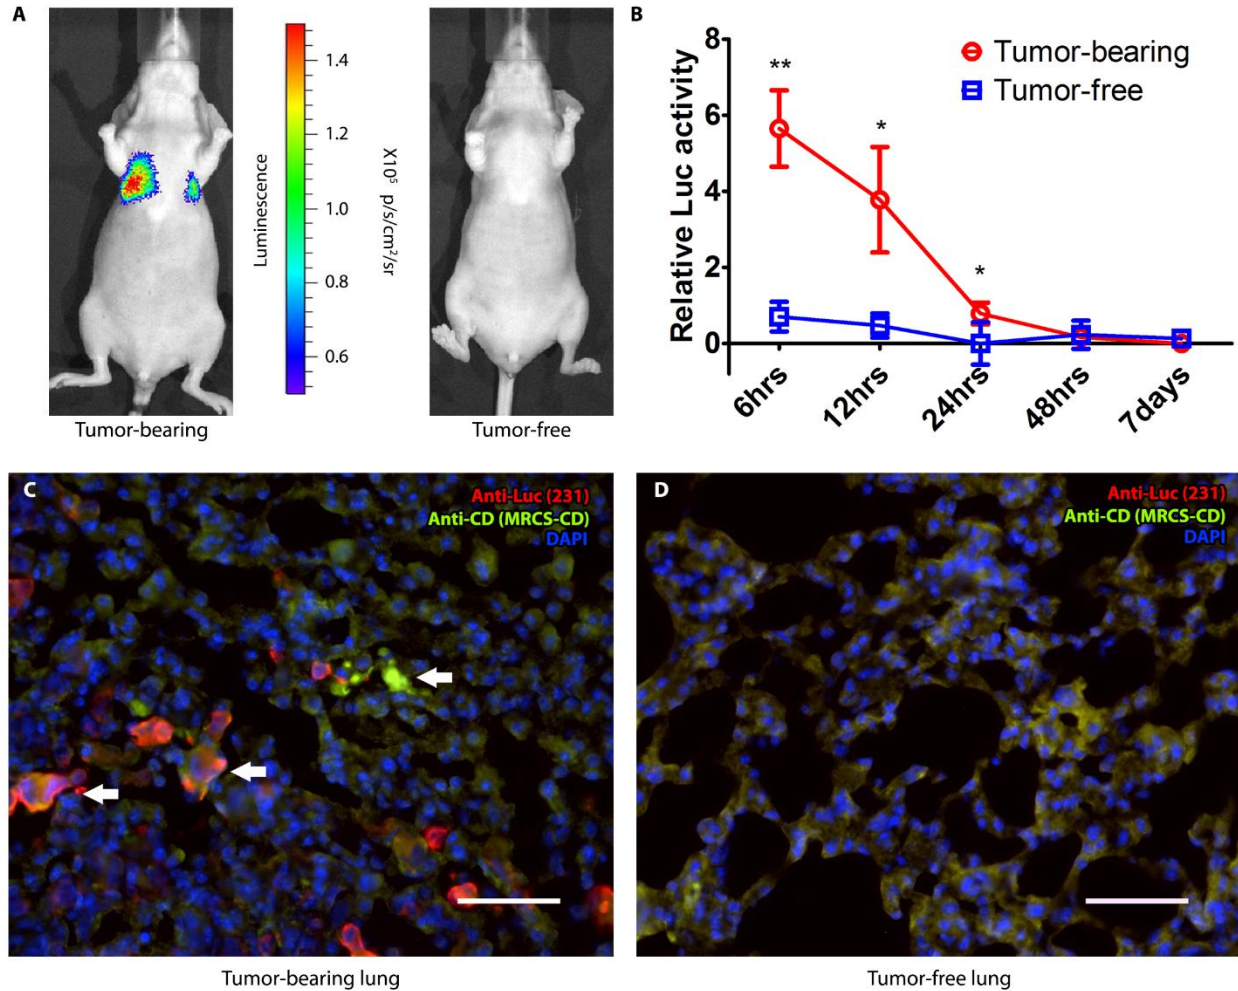 A
Tumor-bearing
Luminescence
1.4
1.2
1.0
0.8
0.6
X10⁵ p/s/cm²/sr
Tumor-free
B
Relative Luc activity
8
6
4
2
0
**
*
*
Tumor-bearing
Tumor-free
6hrs
12hrs
24hrs
48hrs
7days
C
Anti-Luc (231)
Anti-CD (MRCS-CD)
DAPI
Tumor-bearing lung
D
Anti-Luc (231)
Anti-CD (MRCS-CD)
DAPI
Tumor-free lung